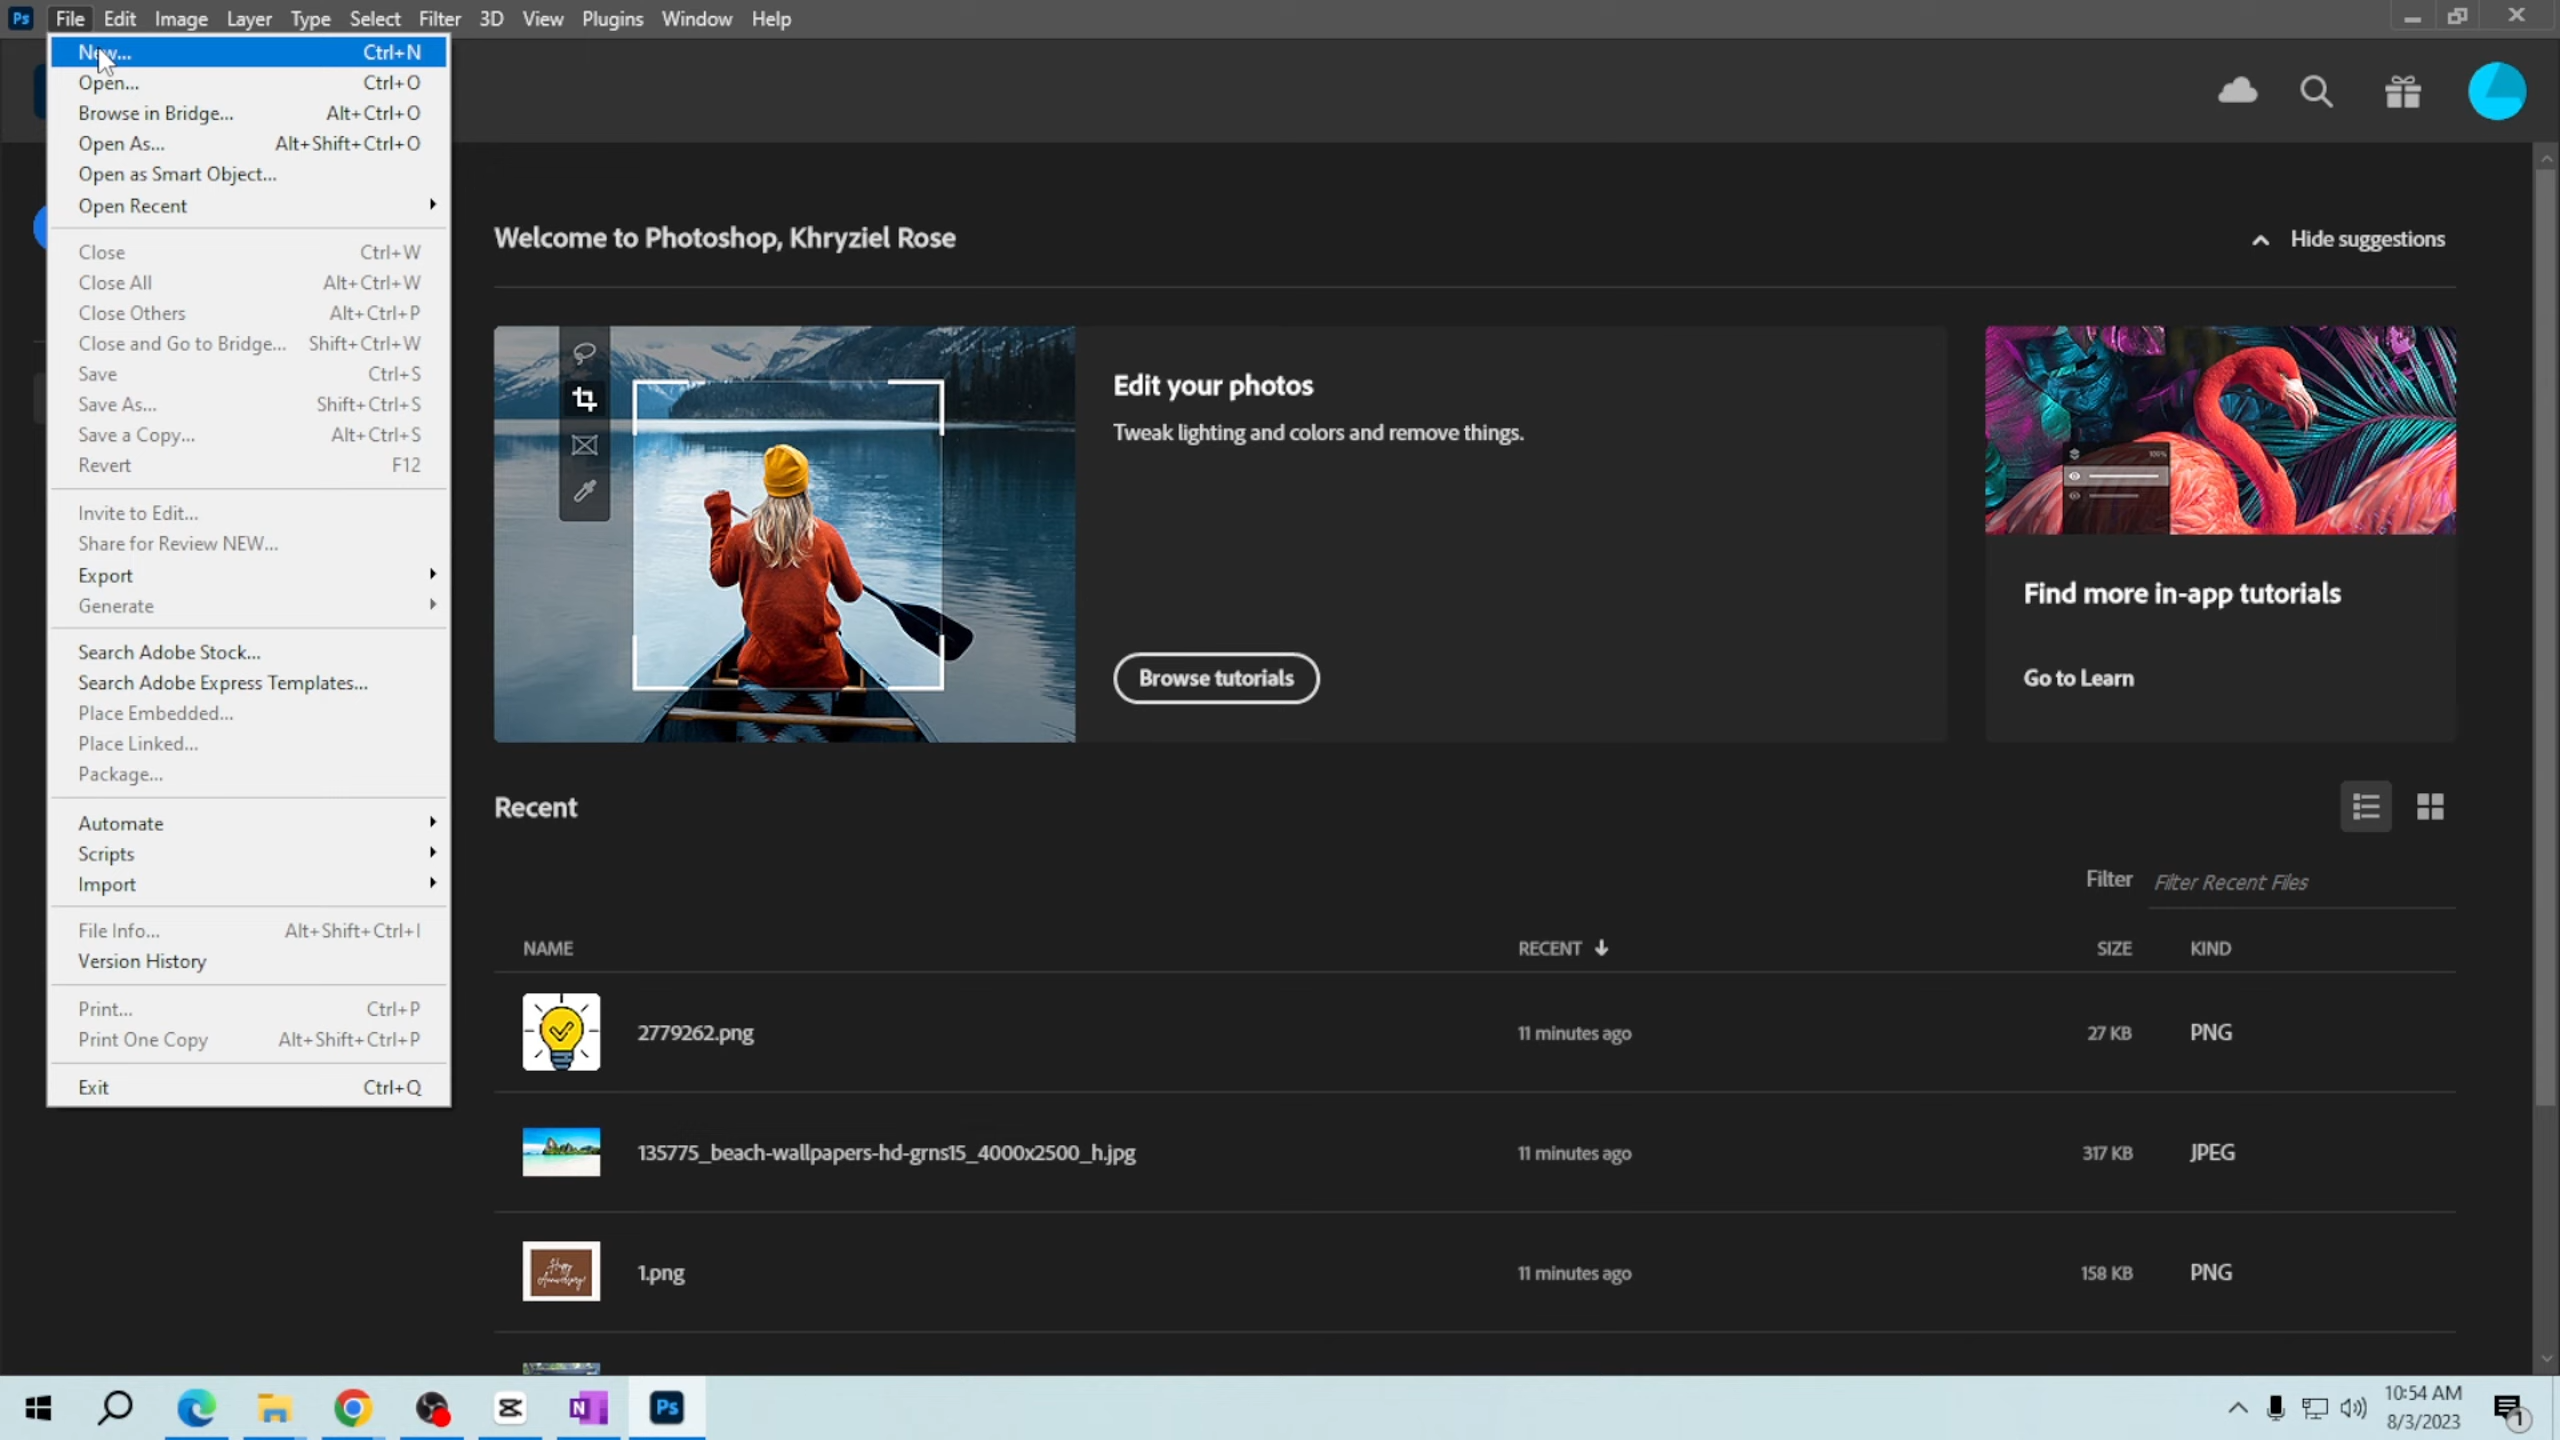 Ps File Edit Image Layer Type Select Filter 3D View Plugins Window Help
New... Ctrl+N
Open... Ctrl+O
Browse in Bridge... Alt+Ctrl+O
Open As... Alt+Shift+Ctrl+O
Open as Smart Object...
Open Recent
Close Ctrl+W
Close All Alt+Ctrl+W
Close Others Alt+Ctrl+P
Close and Go to Bridge... Shift+Ctrl+W
Save Ctrl+S
Save As... Shift+Ctrl+S
Save a Copy... Alt+Ctrl+S
Revert F12
Invite to Edit...
Share for Review NEW...
Export
Generate
Search Adobe Stock...
Search Adobe Express Templates...
Place Embedded...
Place Linked...
Package...
Automate
Scripts
Import
File Info... Alt+Shift+Ctrl+I
Version History
Print... Ctrl+P
Print One Copy Alt+Shift+Ctrl+P
Exit Ctrl+Q
Welcome to Photoshop, Khryziel Rose
Hide suggestions
Edit your photos
Tweak lighting and colors and remove things.
Browse tutorials
100%
Find more in-app tutorials
Go to Learn
Recent
Filter Filter Recent Files
NAME RECENT SIZE KIND
2779262.png 11 minutes ago 27 KB PNG
135775_beach-wallpapers-hd-grns15_4000x2500_h.jpg 11 minutes ago 317 KB JPEG
Happy
Anniversary!
1.png 11 minutes ago 158 KB PNG
N Ps
10:54 AM
8/3/2023
1